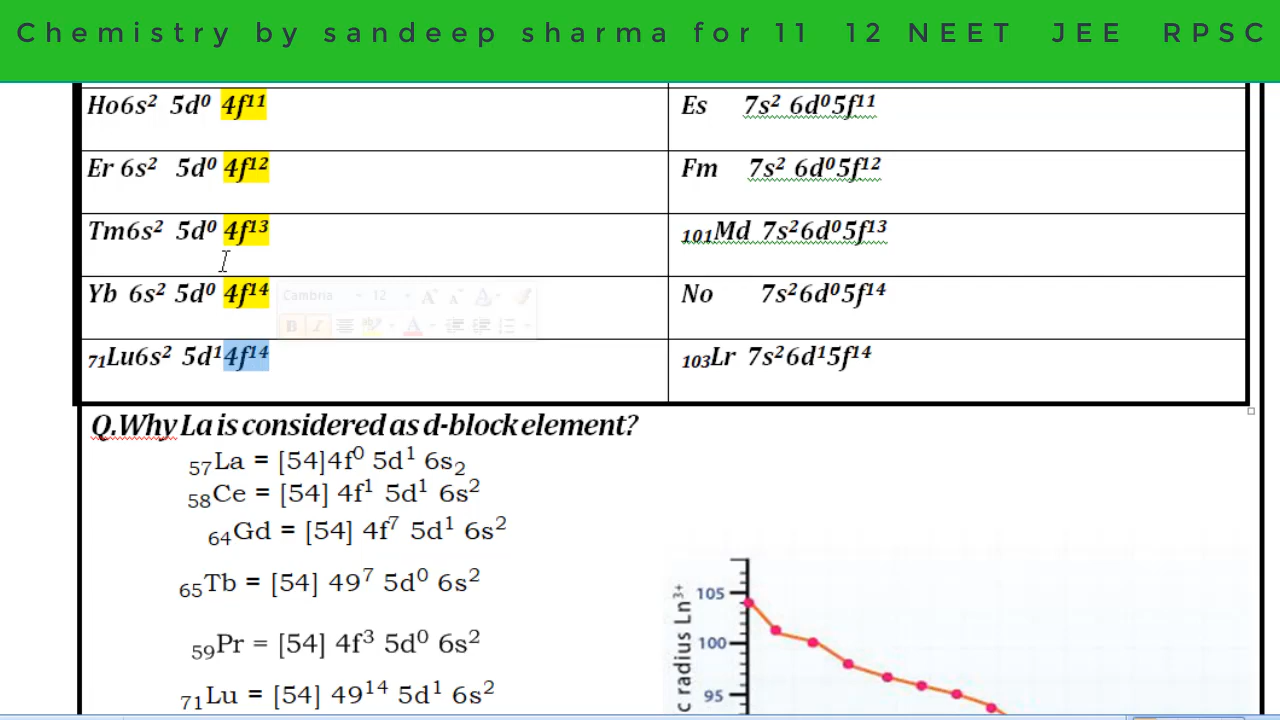 Chemistry by sandeep sharma for 11 12 NEET JEE RPSC
Ho6s² 5d⁰ 4f¹¹
Es 7s² 6d⁰5f¹¹
Er 6s² 5d⁰ 4f¹²
Fm 7s² 6d⁰5f¹²
Tm6s² 5d⁰ 4f¹³
₁₀₁Md 7s²6d⁰5f¹³
Yb 6s² 5d⁰ 4f¹⁴
Cambria 12
No 7s²6d⁰5f¹⁴
₇₁Lu6s² 5d¹4f¹⁴
₁₀₃Lr 7s²6d¹5f¹⁴
Q.Why La is considered as d-block element?
₅₇La = [54]4f⁰ 5d¹ 6s₂
₅₈Ce = [54] 4f¹ 5d¹ 6s²
₆₄Gd = [54] 4f⁷ 5d¹ 6s²
₆₅Tb = [54] 49⁷ 5d⁰ 6s²
₅₉Pr = [54] 4f³ 5d⁰ 6s²
₇₁Lu = [54] 49¹⁴ 5d¹ 6s²
c radius Ln³⁺
105
100
95